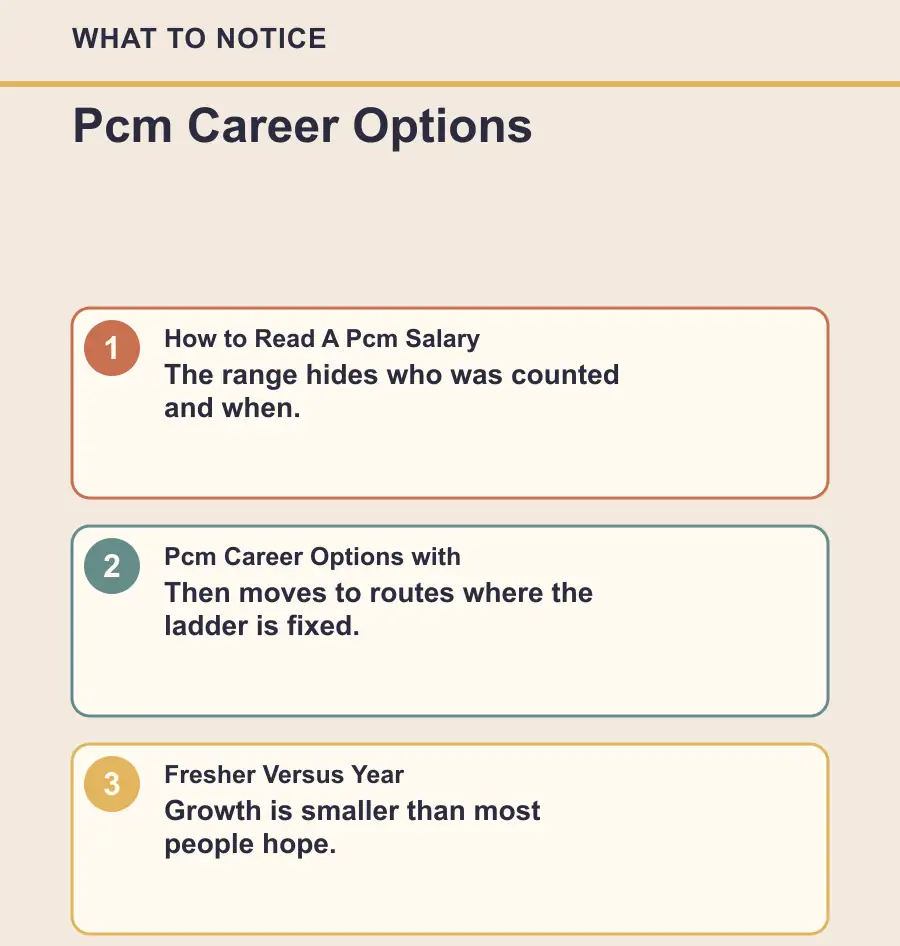 WHAT TO NOTICE
Pcm Career Options
1
How to Read A Pcm Salary
The range hides who was counted
and when.
2
Pcm Career Options with
Then moves to routes where the
ladder is fixed.
3
Fresher Versus Year
Growth is smaller than most
people hope.